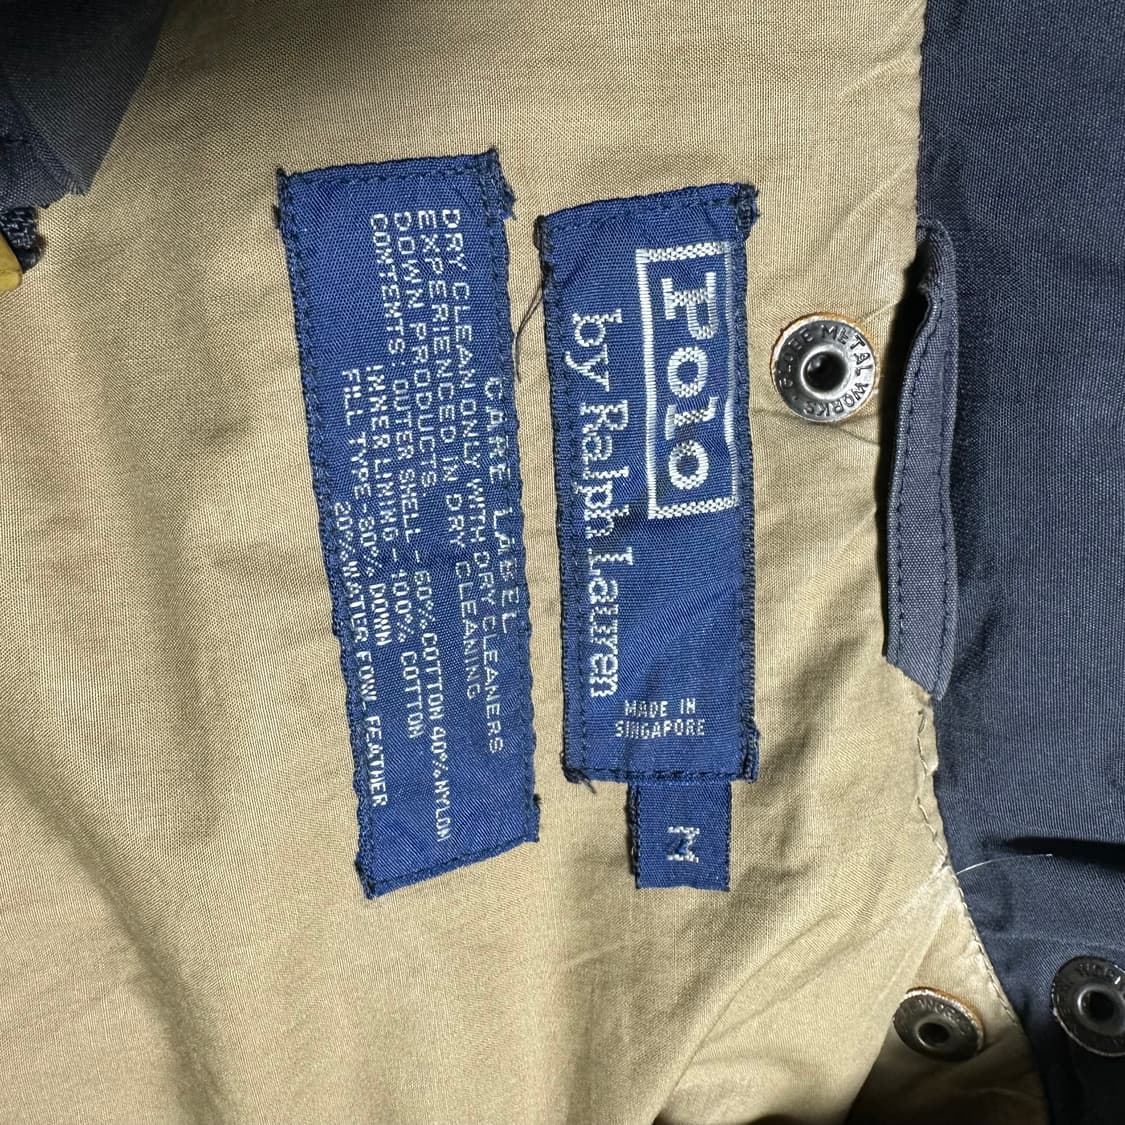 Polo
by Ralph Lauren
MADE IN
SINGAPORE
M
CARE LABEL
DRY CLEAN ONLY WITH DRY CLEANERS
EXPERIENCED IN DRY CLEANING
DOWN PRODUCTS.
CONTENTS: OUTER SHELL - 60% COTTON 40% NYLON
INNER LINING - 100% COTTON
FILL TYPE - 80% DOWN
20% WATER FOWL FEATHER
GLOBE METAL WORKS
WORKS
WORKS